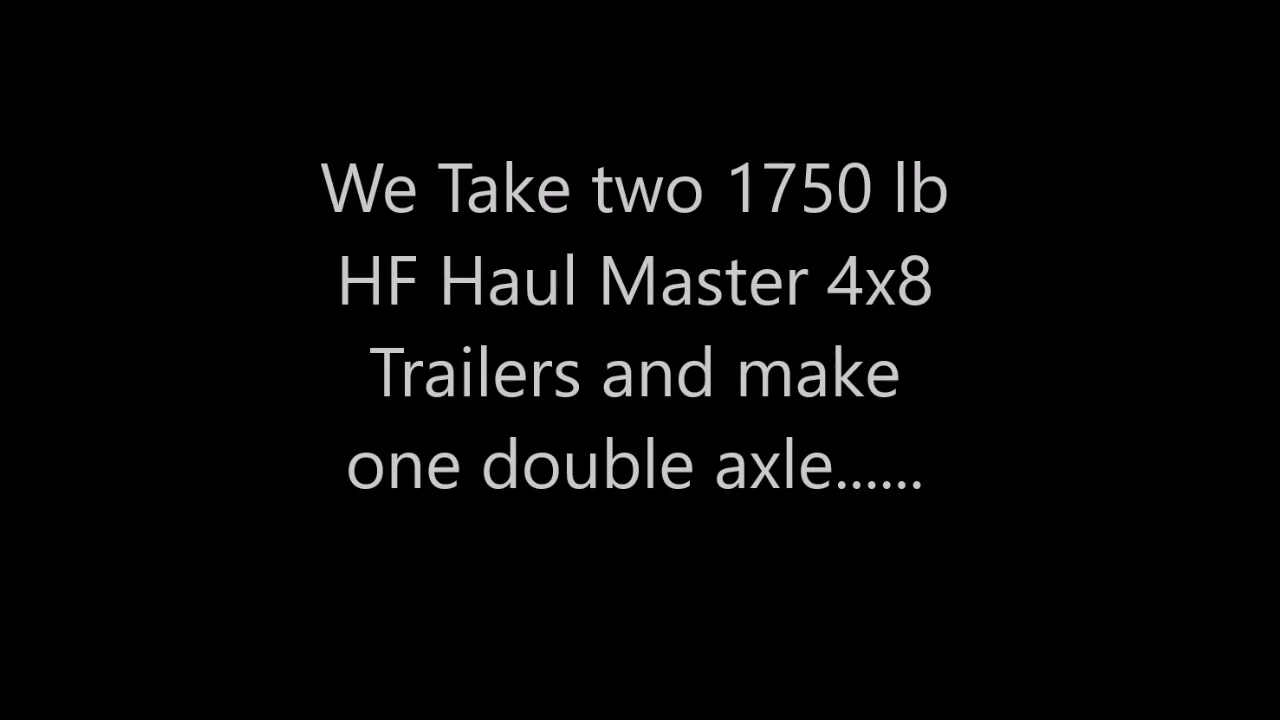 We Take two 1750 lb
HF Haul Master 4x8
Trailers and make
one double axle......